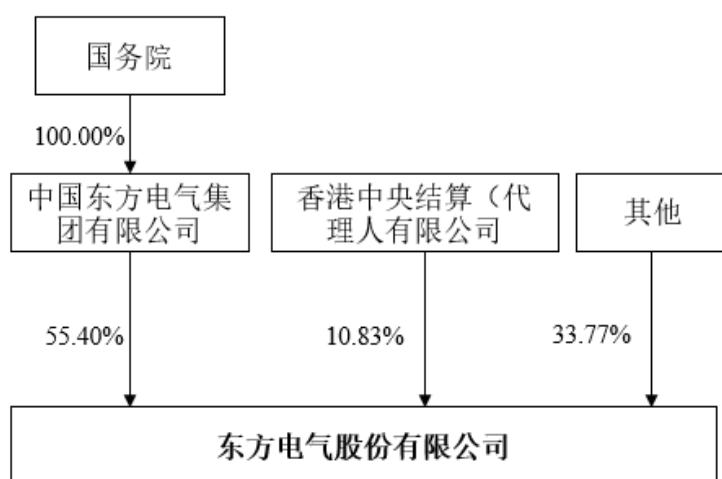 国务院
100.00%
中国东方电气集
团有限公司
香港中央结算（代
理人有限公司
其他
55.40%
10.83%
33.77%
东方电气股份有限公司